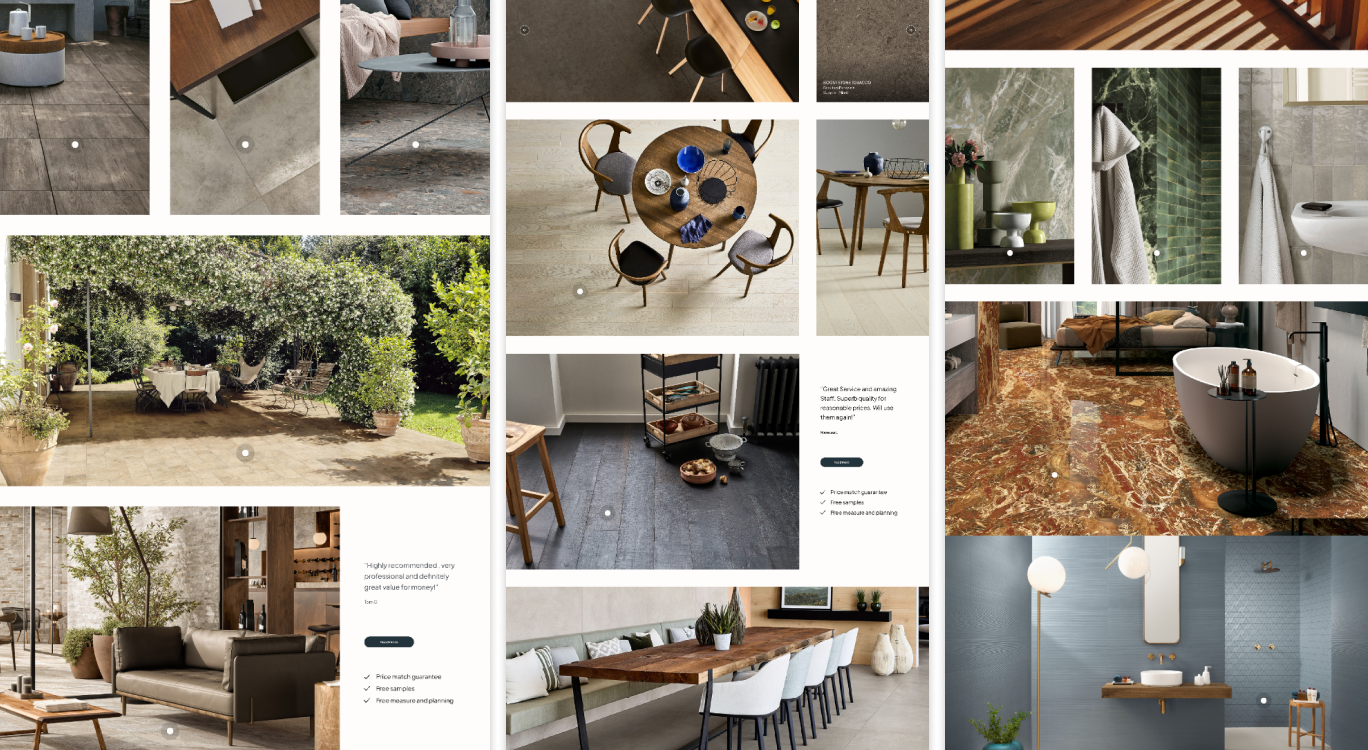 "Highly recommended , very
professional and definitely
great value for money!"
Tom G
Price match guarantee
Free samples
Free measure and planning
"Great Service and amazing
Staff. Superb quality for
reasonable prices. Will use
them again!"
Price match guarantee
Free samples
Free measure and planning